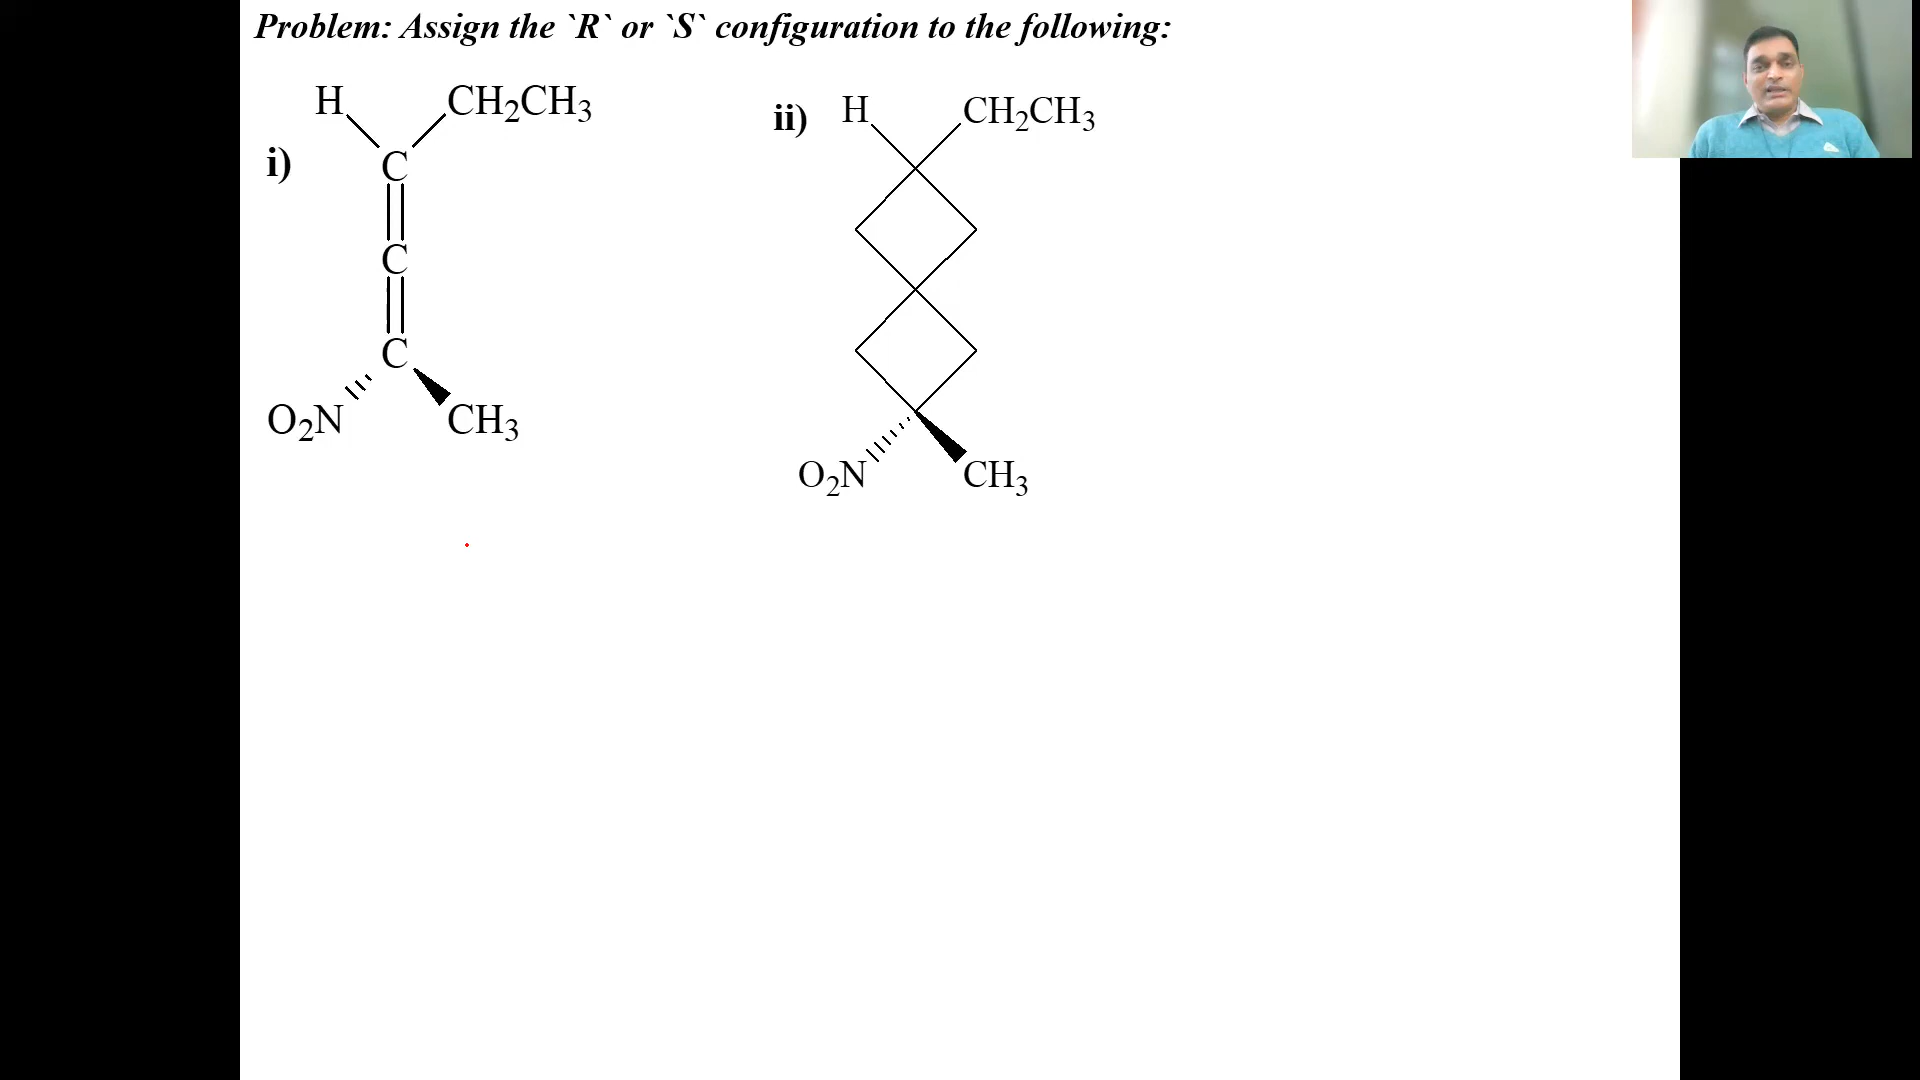 Problem: Assign the `R` or `S` configuration to the following:
H CH2CH3
i)
C
C
C
O2N CH3
ii) H CH2CH3
O2N CH3